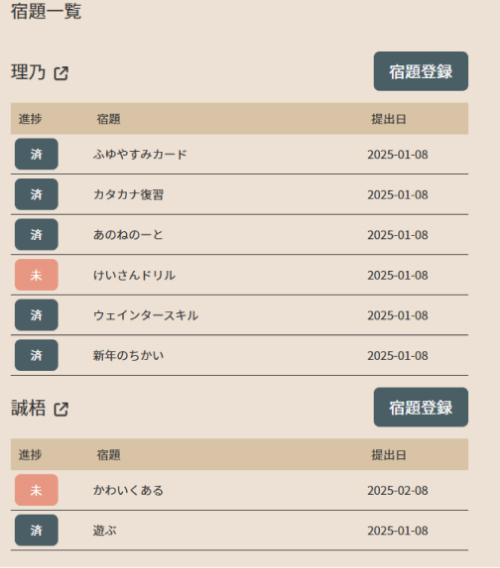 宿題一覧
理乃 宿題登録
進捗 宿題 提出日
済 ふゆやすみカード 2025-01-08
済 カタカナ復習 2025-01-08
済 あのねのーと 2025-01-08
未 けいさんドリル 2025-01-08
済 ウェインタースキル 2025-01-08
済 新年のちかい 2025-01-08
誠梧 宿題登録
進捗 宿題 提出日
未 かわいくある 2025-02-08
済 遊ぶ 2025-01-08